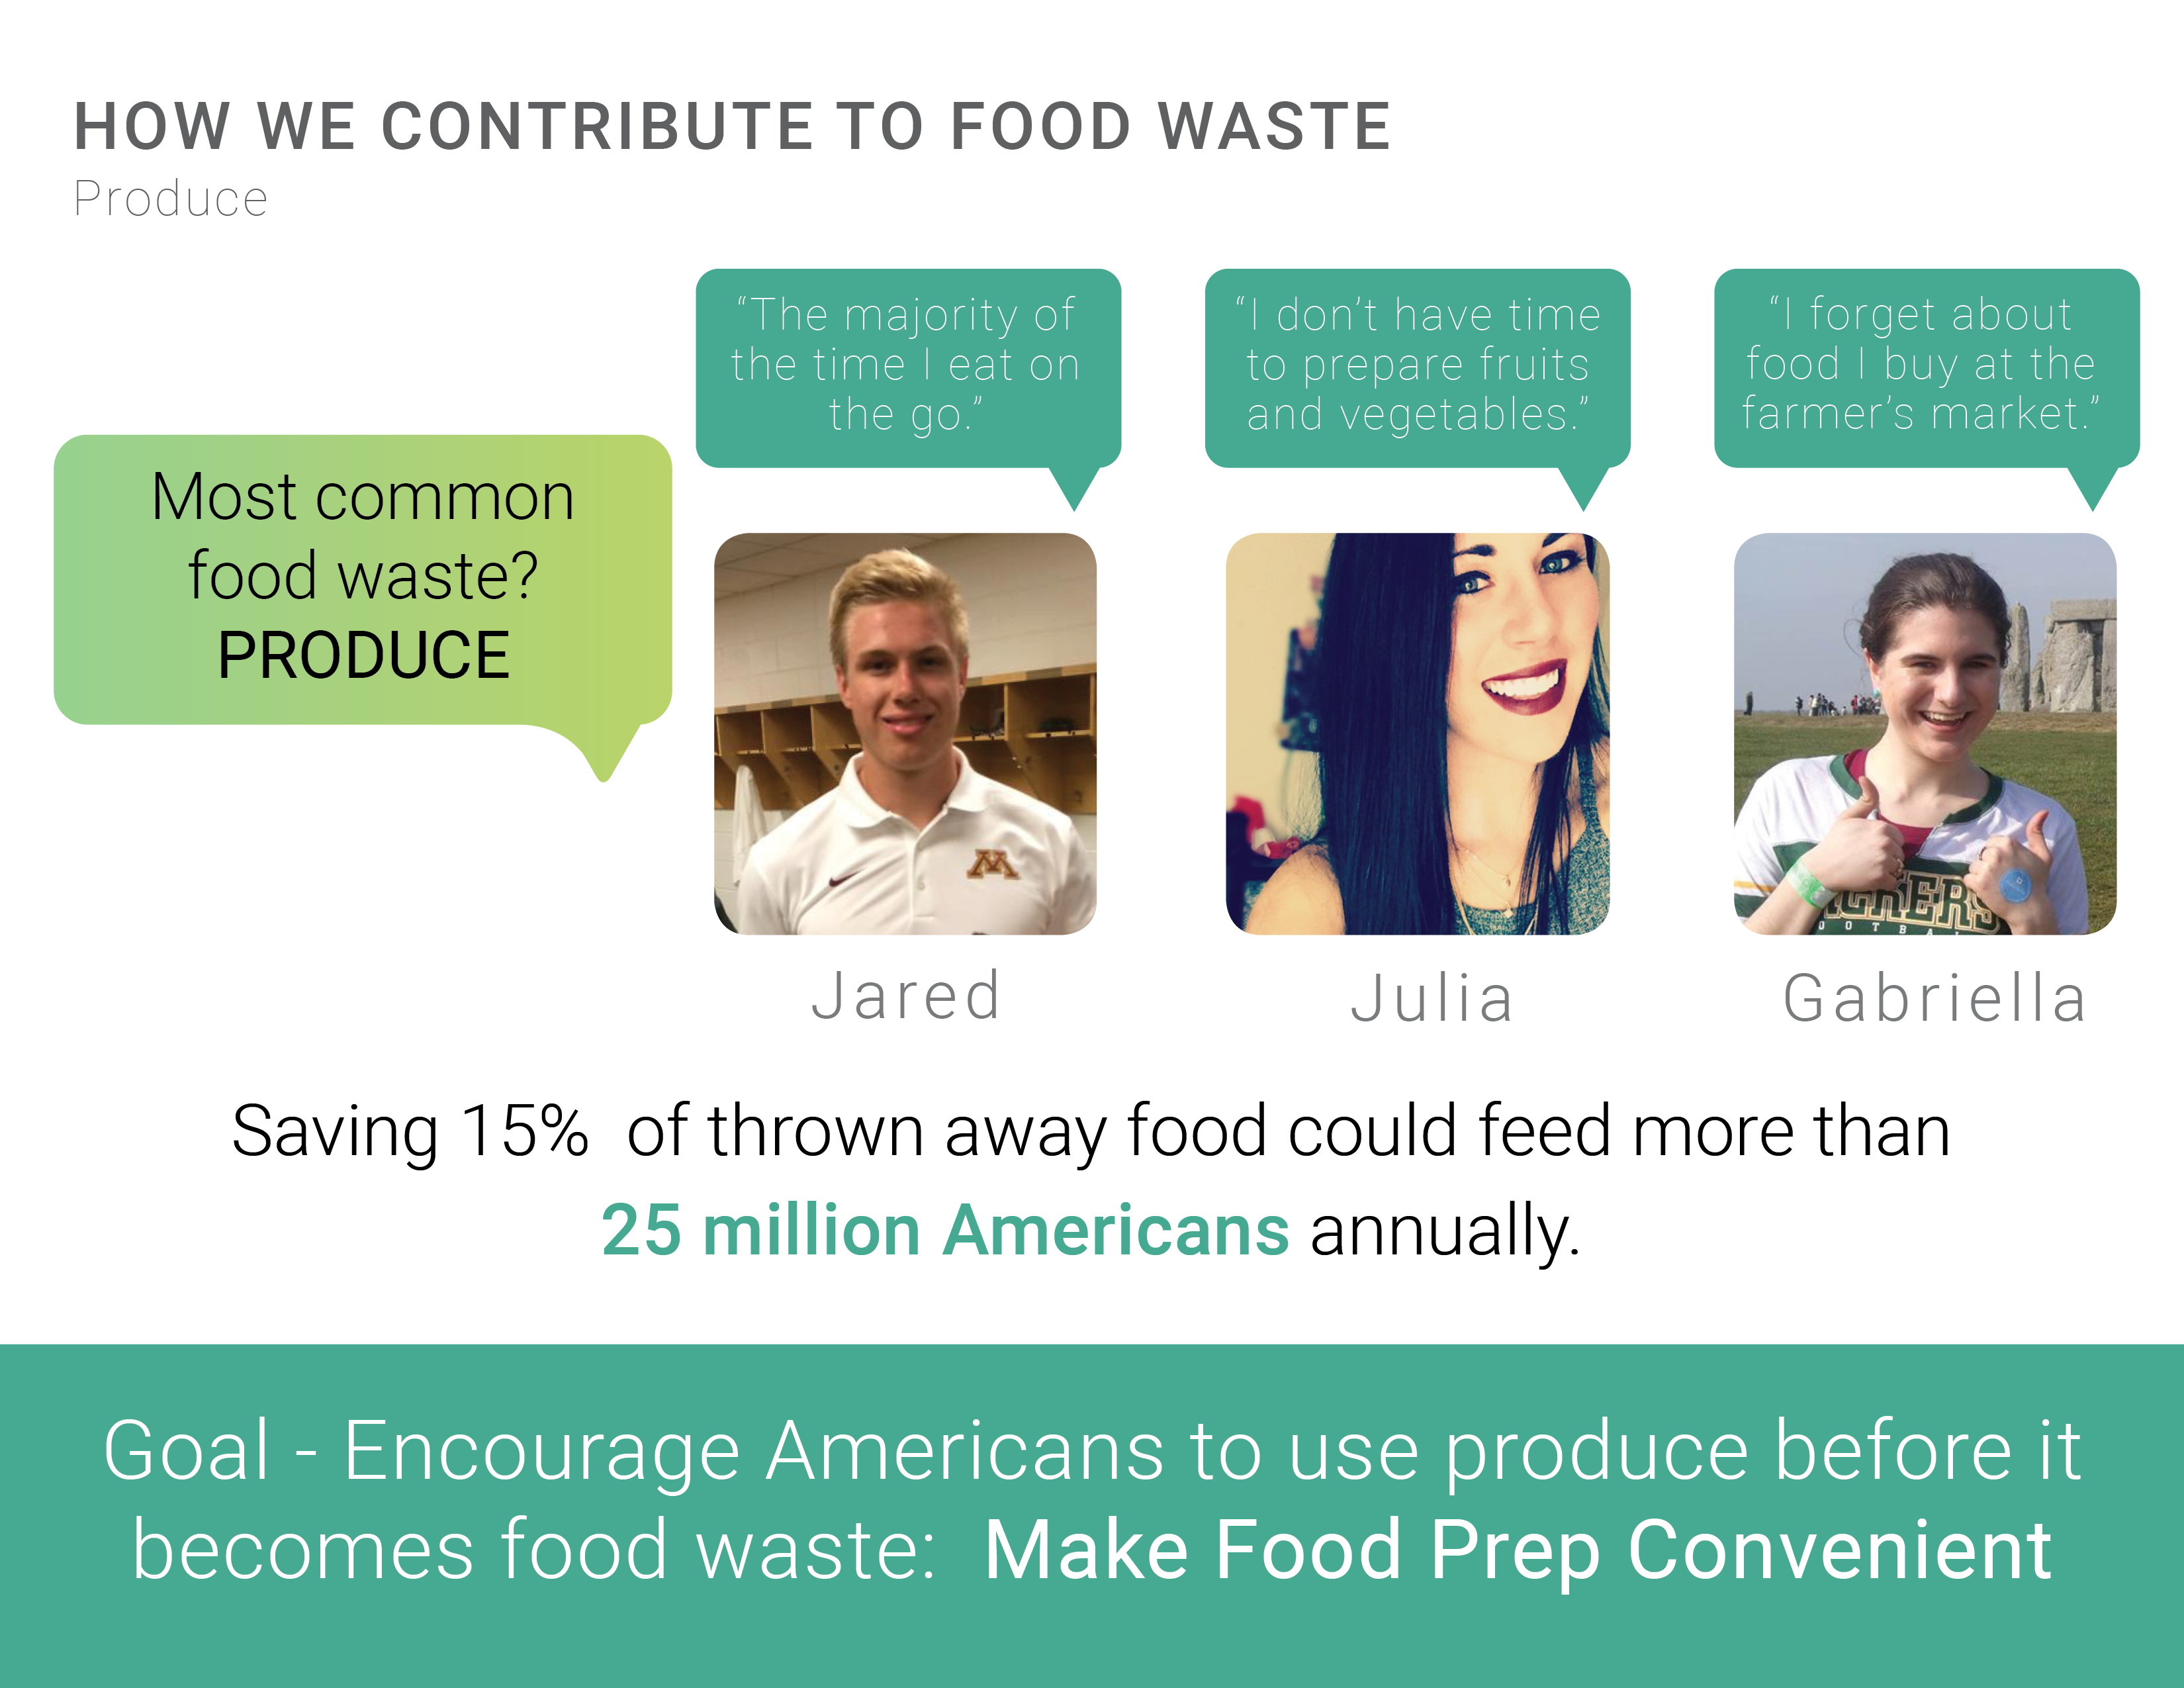 HOW WE CONTRIBUTE TO FOOD WASTE
Produce
Most common
food waste?
PRODUCE
“The majority of
the time I eat on
the go.”
“I don’t have time
to prepare fruits
and vegetables.”
“I forget about
food I buy at the
farmer’s market.”
M
Jared
Julia
Gabriella
Saving 15%  of thrown away food could feed more than
25 million Americans annually.
Goal - Encourage Americans to use produce before it
becomes food waste:  Make Food Prep Convenient